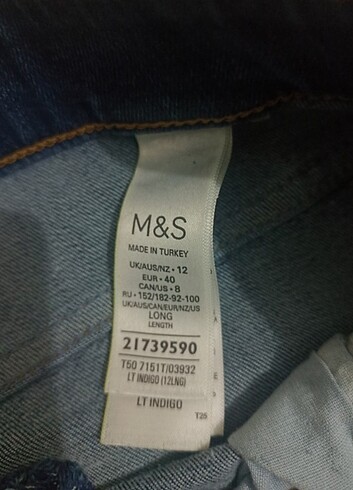 M&S
MADE IN TURKEY
UK/AUS/NZ • 12
EUR • 40
CAN/US • 8
RU • 152/182-92-100
UK/AUS/CAN/EUR/NZ/US
LONG
LENGTH
21739590
T50 7151T/03932
LT INDIGO (12LNG)
LT INDIGO
T25